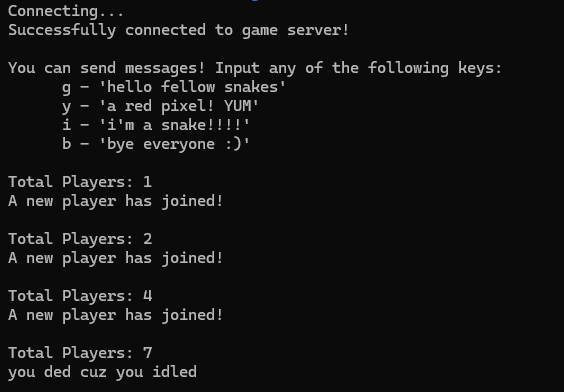 Connecting...
Successfully connected to game server!
You can send messages! Input any of the following keys:
g - 'hello fellow snakes'
y - 'a red pixel! YUM'
i - 'i'm a snake!!!!'
b - 'bye everyone :)'
Total Players: 1
A new player has joined!
Total Players: 2
A new player has joined!
Total Players: 4
A new player has joined!
Total Players: 7
you ded cuz you idled